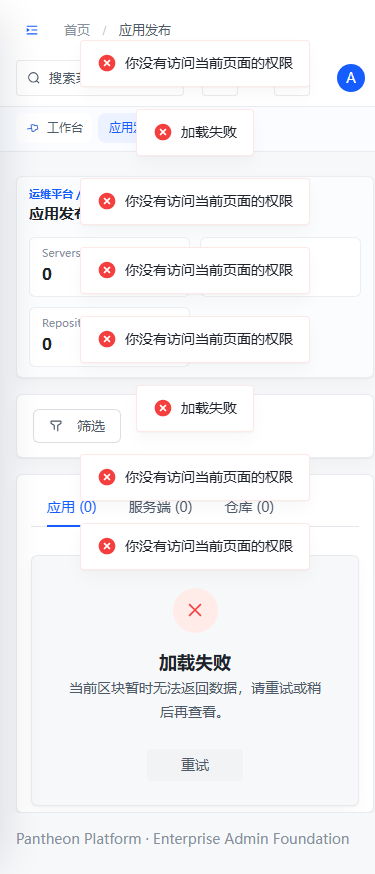 首页 / 应用发布
你没有访问当前页面的权限
搜索
A
加载失败
工作台
应用
你没有访问当前页面的权限
运维平台 /
应用发
Servers
0
你没有访问当前页面的权限
你没有访问当前页面的权限
0
加载失败
筛选
你没有访问当前页面的权限
应用 (0)
服务端 (0)
仓库 (0)
你没有访问当前页面的权限
加载失败
当前区块暂时无法返回数据，请重试或稍
后再查看。
重试
Pantheon Platform · Enterprise Admin Foundation